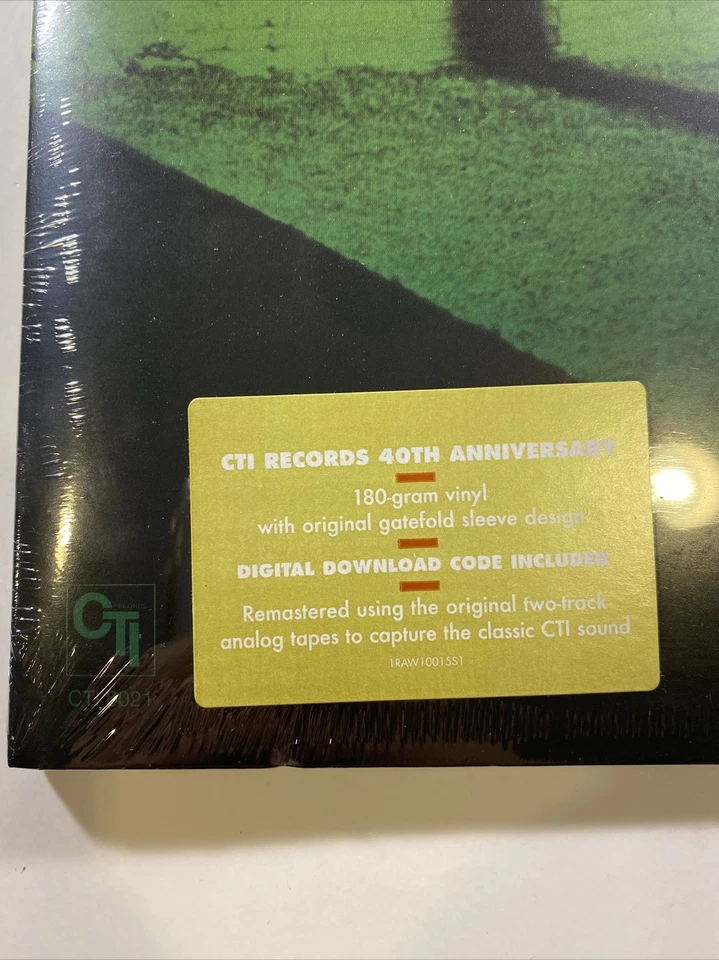 CTI RECORDS 40TH ANNIVERSARY
180-gram vinyl
with original gatefold sleeve design.
DIGITAL DOWNLOAD CODE INCLUDED
Remastered using the original two-track
analog tapes to capture the classic CTI sound
1RAW10015S1
CTI
RECORDS